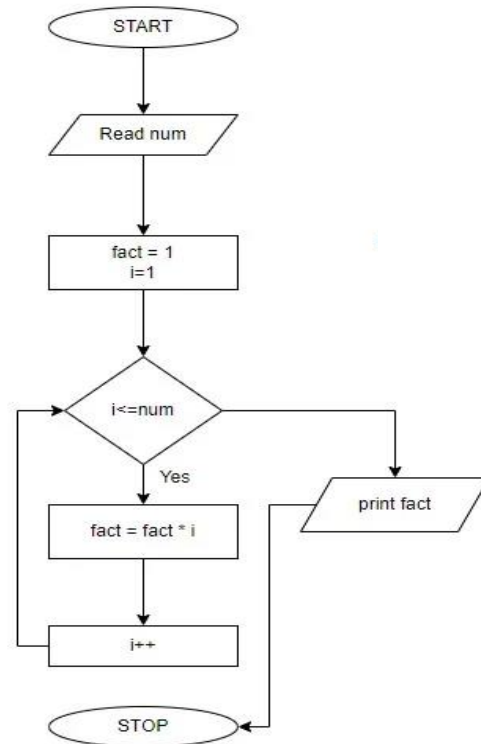 START
Read num
fact = 1
i=1
i<=num
Yes
fact = fact * i
print fact
i++
STOP